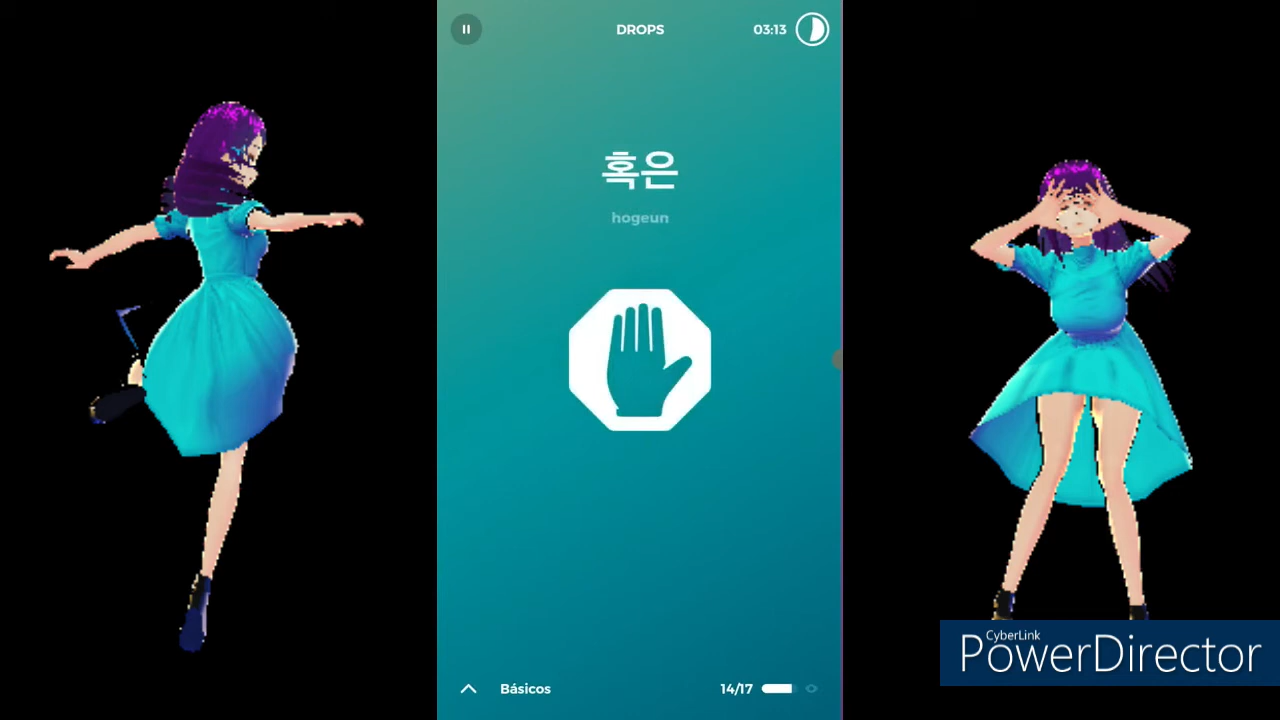 DROPS
03:13
혹은
hogeun
Básicos
14/17
CyberLink
PowerDirector